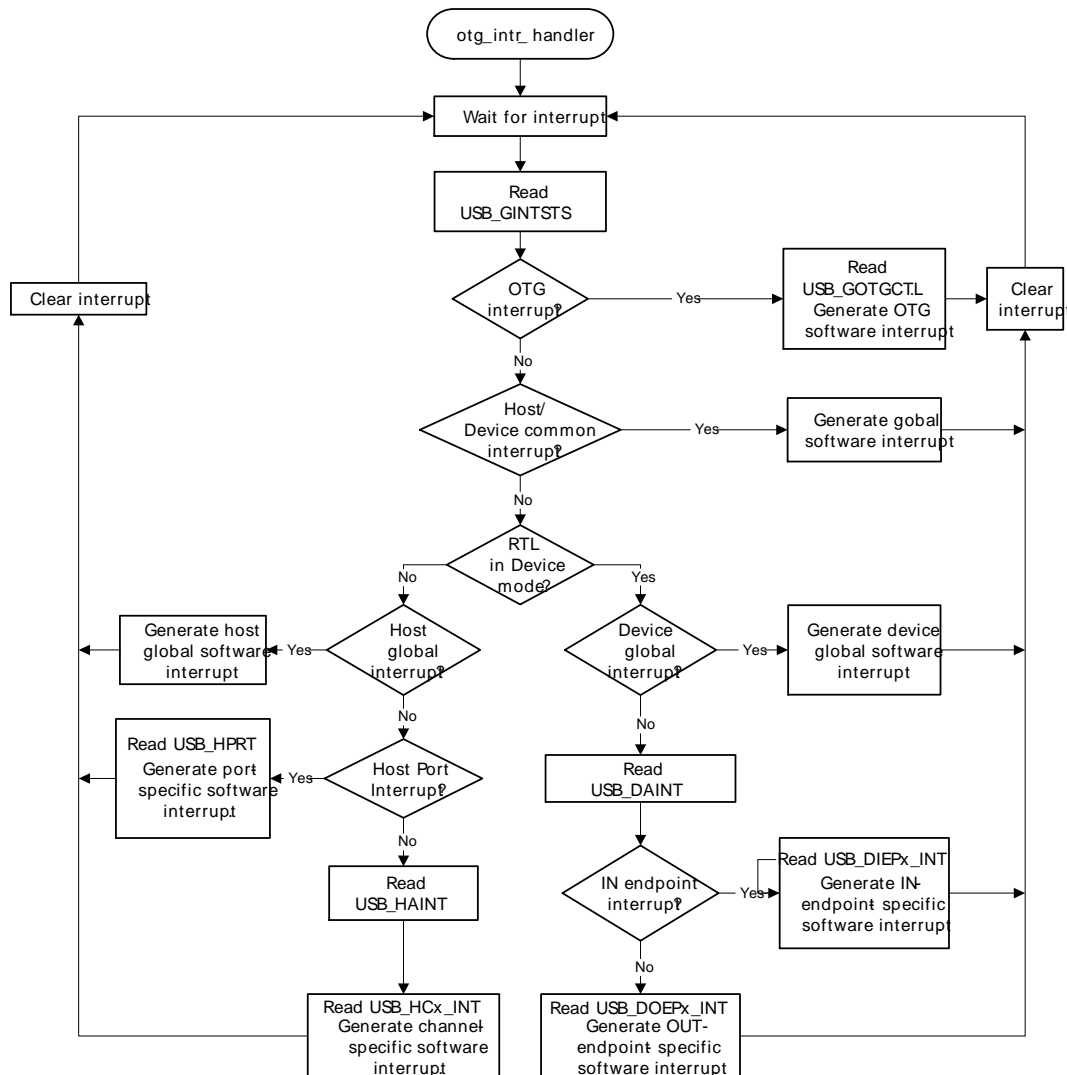 otg_intr_ handler
Wait for interrupt
Read
USB_GINTSTS
OTG
interrupt?
Yes
Read
USB_GOTGCT.L
Generate OTG
software interrupt
Clear
interrupt
Clear interrupt
No
Host/
Device common
interrupt?
Yes
Generate gobal
software interrupt
No
RTL
in Device
mode?
No
Yes
Generate host
global software
interrupt
Yes
Host
global
interrupt?
Device
global
interrupt?
Yes
Generate device
global software
interrupt
No
No
Read USB_HPRT
Generate port-
specific software
interrup.t
Yes
Host Port
Interrupt?
Read
USB_DAINT
No
Read
USB_HAINT
IN endpoint
interrupt?
Yes
Read USB_DIEPx_INT
Generate IN-
endpoint- specific
software interrupt
No
Read USB_HCx_INT
Generate channel-
specific software
interrup.t
Read USB_DOEPx_INT
Generate OUT-
endpoint- specific
software interrupt